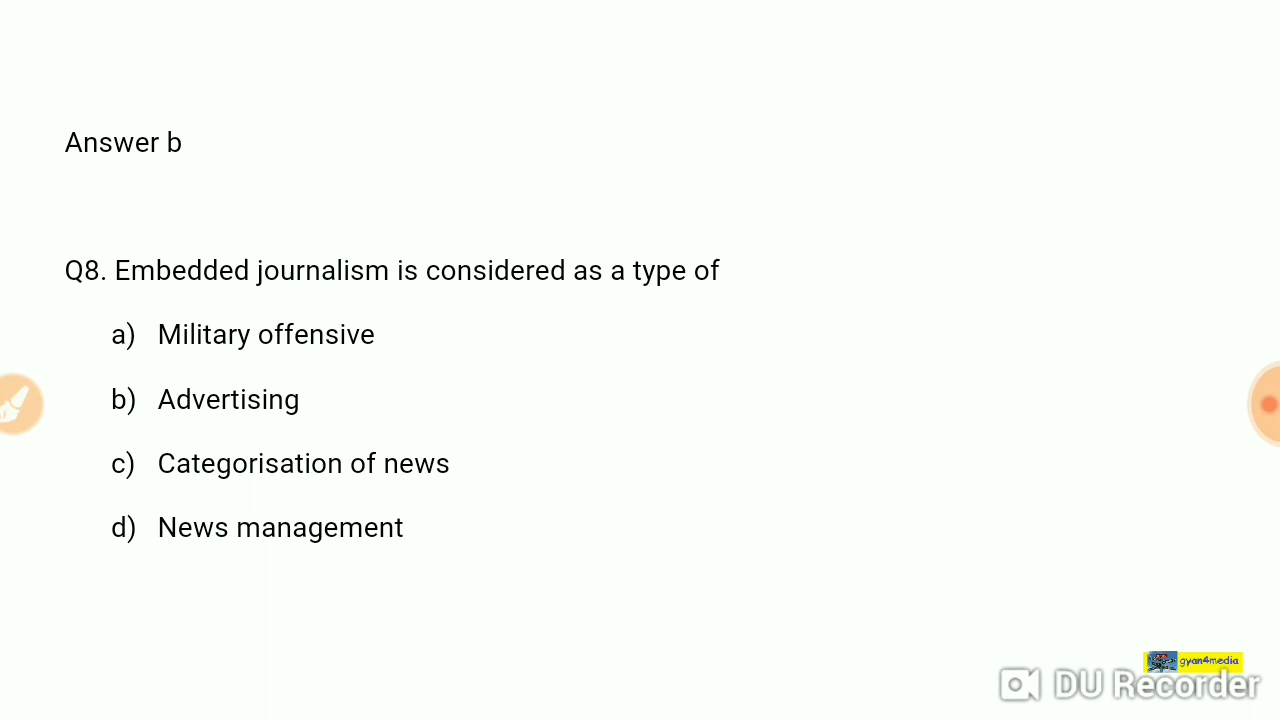 Answer b
Q8. Embedded journalism is considered as a type of
a) Military offensive
b) Advertising
c) Categorisation of news
d) News management
gyan4media
DU Recorder